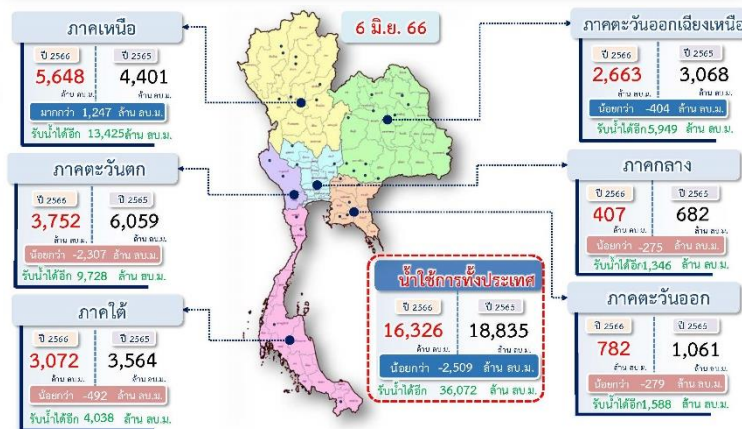 6 มิ.ย. 66
ภาคเหนือ
ปี 2566 ปี 2565
5,648 4,401
ล้าน ลบ.ม. ล้าน ลบ.ม.
มากกว่า 1,247 ล้าน ลบ.ม.
รับน้ำได้อีก 13,425 ล้าน ลบ.ม.
ภาคตะวันตก
ปี 2566 ปี 2565
3,752 6,059
ล้าน ลบ.ม. ล้าน ลบ.ม.
น้อยกว่า -2,307 ล้าน ลบ.ม.
รับน้ำได้อีก 9,728 ล้าน ลบ.ม.
ภาคใต้
ปี 2566 ปี 2565
3,072 3,564
ล้าน ลบ.ม. ล้าน ลบ.ม.
น้อยกว่า -492 ล้าน ลบ.ม.
รับน้ำได้อีก 4,038 ล้าน ลบ.ม.
น้ำใช้การทั้งประเทศ
ปี 2566 ปี 2565
16,326 18,835
ล้าน ลบ.ม. ล้าน ลบ.ม.
น้อยกว่า -2,509 ล้าน ลบ.ม.
รับน้ำได้อีก 36,072 ล้าน ลบ.ม.
ภาคตะวันออกเฉียงเหนือ
ปี 2566 ปี 2565
2,663 3,068
ล้าน ลบ.ม. ล้าน ลบ.ม.
น้อยกว่า -404 ล้าน ลบ.ม.
รับน้ำได้อีก 5,949 ล้าน ลบ.ม.
ภาคกลาง
ปี 2566 ปี 2565
407 682
ล้าน ลบ.ม. ล้าน ลบ.ม.
น้อยกว่า -275 ล้าน ลบ.ม.
รับน้ำได้อีก 1,346 ล้าน ลบ.ม.
ภาคตะวันออก
ปี 2566 ปี 2565
782 1,061
ล้าน ลบ.ม. ล้าน ลบ.ม.
น้อยกว่า -279 ล้าน ลบ.ม.
รับน้ำได้อีก 1,588 ล้าน ลบ.ม.